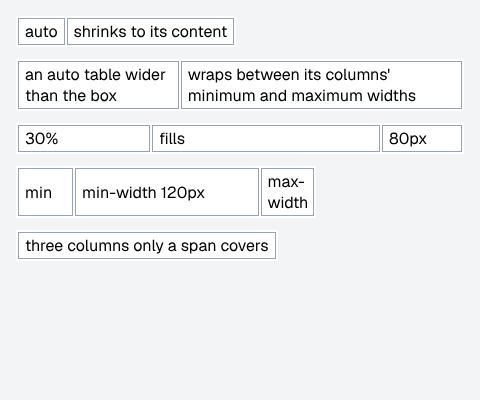 auto shrinks to its content
an auto table wider wraps between its columns'
than the box minimum and maximum widths
30% fills 80px
min min-width 120px max-
width
three columns only a span covers